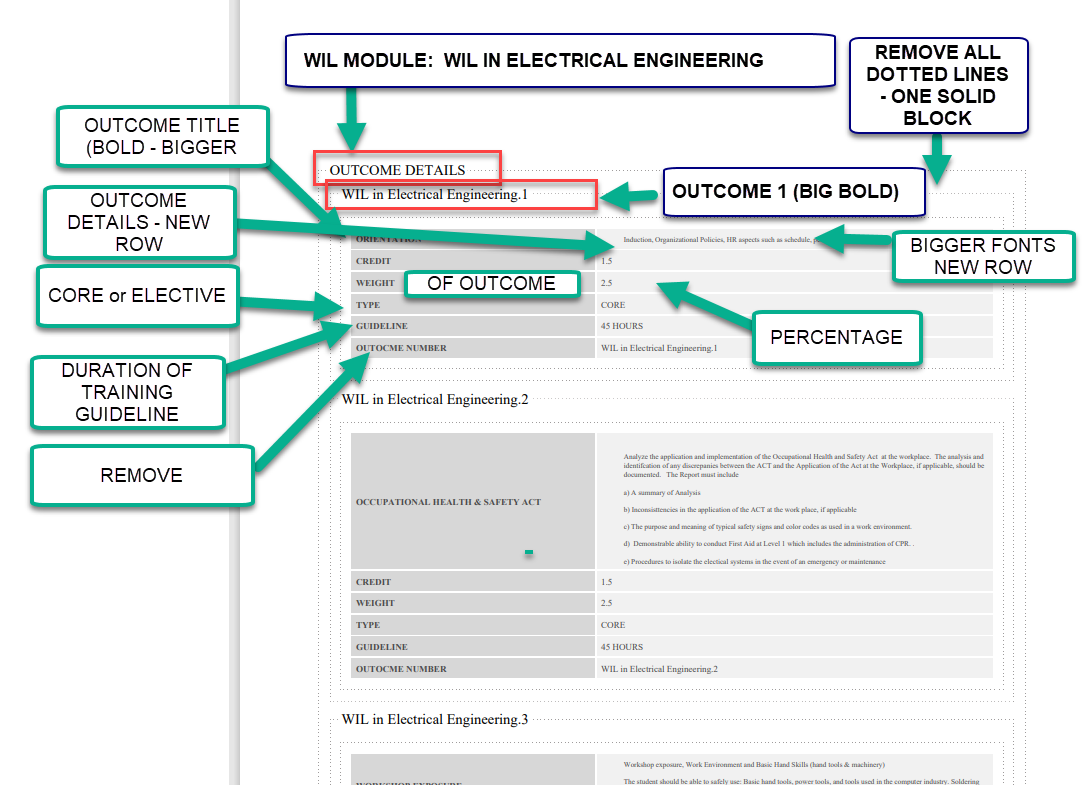 WIL MODULE:  WIL IN ELECTRICAL ENGINEERING
REMOVE ALL
DOTTED LINES
- ONE SOLID
BLOCK
OUTCOME TITLE
(BOLD - BIGGER
OUTCOME DETAILS
WIL in Electrical Engineering.1
OUTCOME 1 (BIG BOLD)
OUTCOME
DETAILS - NEW
ROW
ORIENTATION
Induction, Organizational Policies, HR aspects such as schedule,
BIGGER FONTS
NEW ROW
CREDIT
1.5
WEIGHT
OF OUTCOME
2.5
CORE or ELECTIVE
TYPE
CORE
GUIDELINE
45 HOURS
PERCENTAGE
OUTOCME NUMBER
WIL in Electrical Engineering.1
DURATION OF
TRAINING
GUIDELINE
REMOVE
WIL in Electrical Engineering.2
OCCUPATIONAL HEALTH & SAFETY ACT
Analyze the application and implementation of the Occupational Health and Safety Act  at the workplace.  The analysis and
identifcation of any discrepanies between the ACT and the Application of the Act at the Workplace, if applicable, should be
documented.   The Report must include
a) A summary of Analysis
b) Inconsisttencies in the application of the ACT at the work place, if applicable
c) The purpose and meaning of typical safety signs and color codes as used in a work environment.
d)  Demonstrable ability to conduct First Aid at Level 1 which includes the administration of CPR. .
e) Procedures to isolate the electical systems in the event of an emergency or maintenance
CREDIT
1.5
WEIGHT
2.5
TYPE
CORE
GUIDELINE
45 HOURS
OUTOCME NUMBER
WIL in Electrical Engineering.2
WIL in Electrical Engineering.3
Workshop exposure, Work Environment and Basic Hand Skills (hand tools & machinery)
The student should be able to safely use: Basic hand tools, power tools, and tools used in the computer industry. Soldering
WORKSHOP EXPOSURE